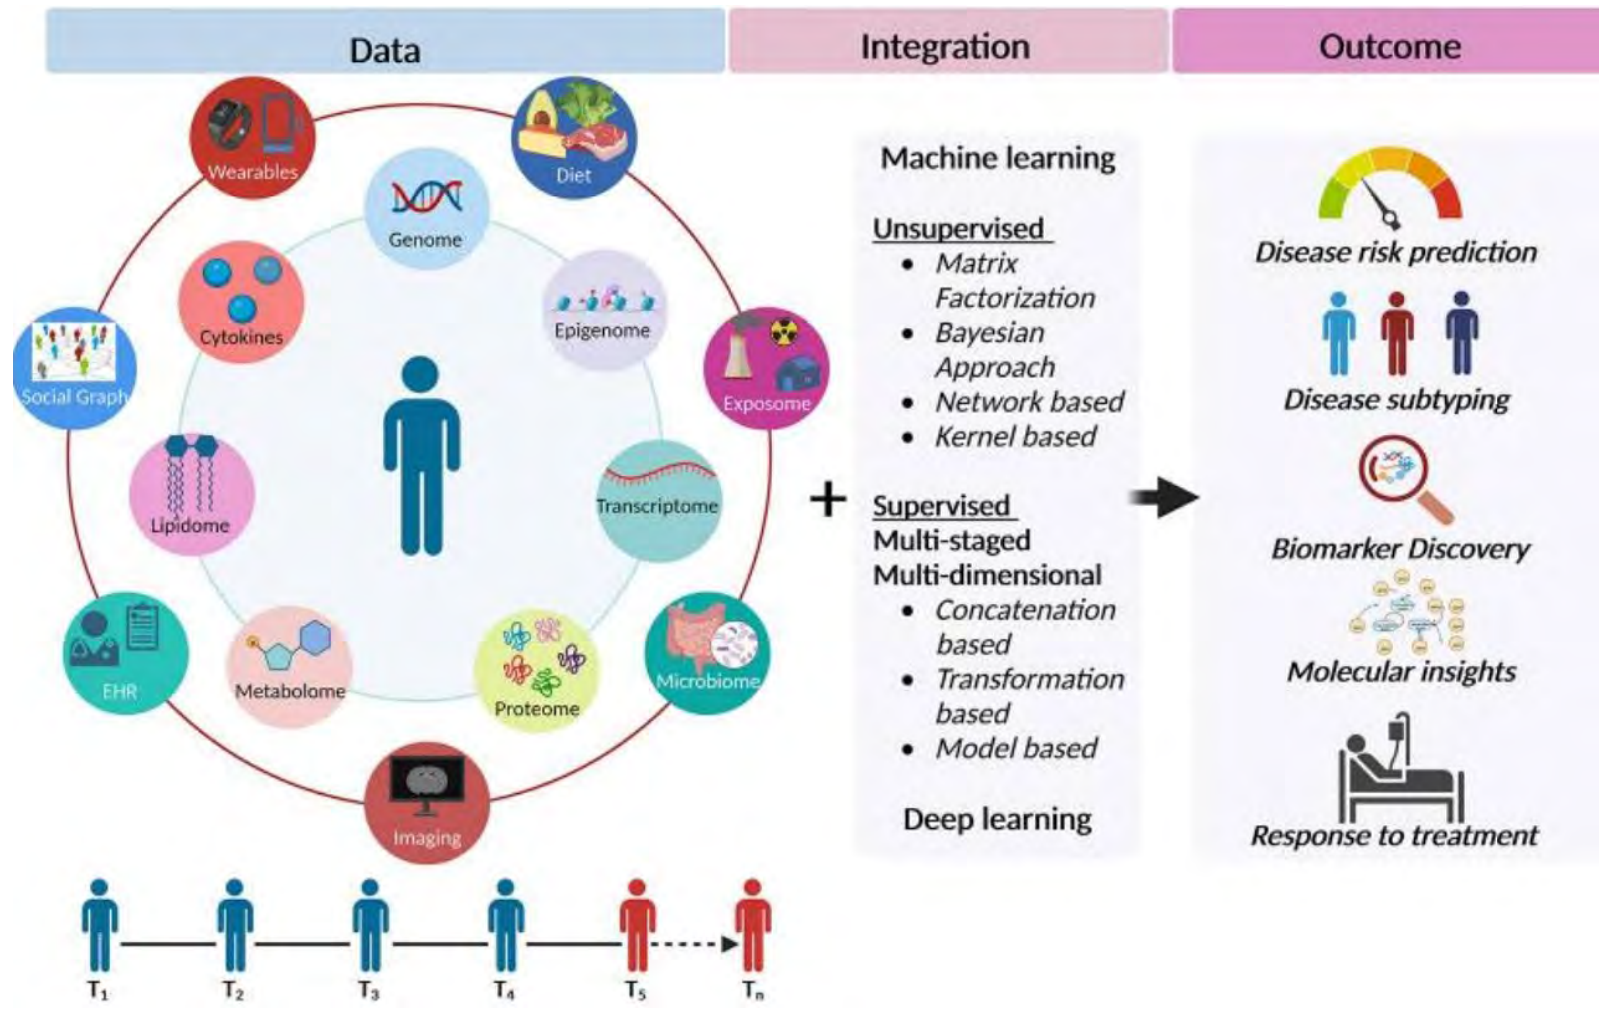 Data
Integration
Outcome
Wearables
Diet
Genome
Cytokines
Epigenome
Social Graph
Exposome
Lipidome
Transcriptome
EHR
Metabolome
Proteome
Microbiome
Imaging
T1
T2
T3
T4
T5
Tn
+
Machine learning
Unsupervised
• Matrix
Factorization
• Bayesian
Approach
• Network based
• Kernel based
Supervised
Multi-staged
Multi-dimensional
• Concatenation
based
• Transformation
based
• Model based
Deep learning
Disease risk prediction
Disease subtyping
Biomarker Discovery
Molecular insights
Response to treatment